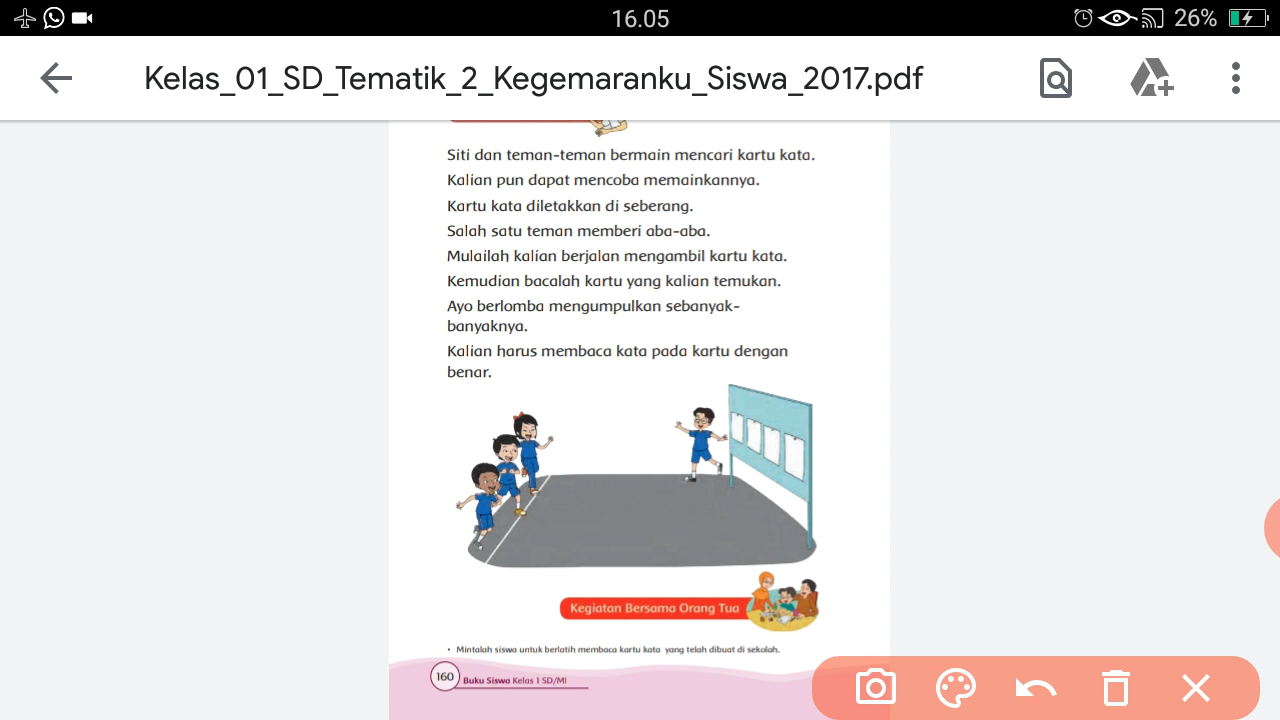 16.05
26%
Kelas_01_SD_Tematik_2_Kegemaranku_Siswa_2017.pdf
Siti dan teman-teman bermain mencari kartu kata.
Kalian pun dapat mencoba memainkannya.
Kartu kata diletakkan di seberang.
Salah satu teman memberi aba-aba.
Mulailah kalian berjalan mengambil kartu kata.
Kemudian bacalah kartu yang kalian temukan.
Ayo berlomba mengumpulkan sebanyak-
banyaknya.
Kalian harus membaca kata pada kartu dengan
benar.
Kegiatan Bersama Orang Tua
• Mintalah siswa untuk berlatih membaca kartu kata yang telah dibuat di sekolah.
160 Buku Siswa Kelas 1 SD/MI